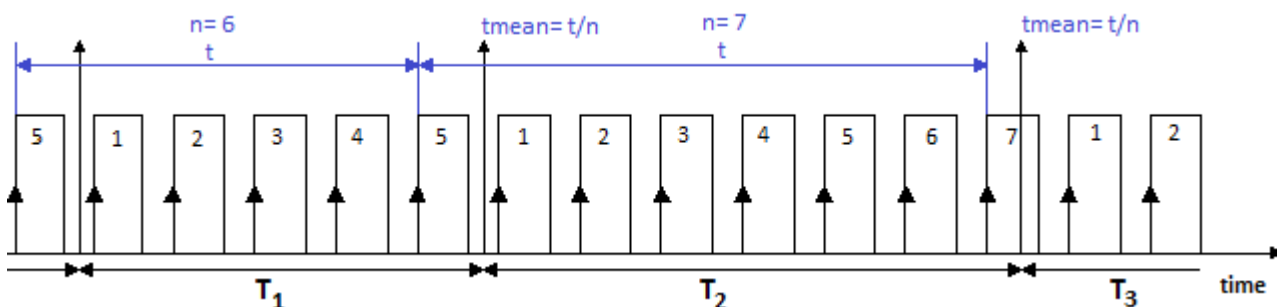 n= 6
t
tmean= t/n
n= 7
t
tmean= t/n
5 1 2 3 4 5 1 2 3 4 5 6 7 1 2
T1 T2 T3 time